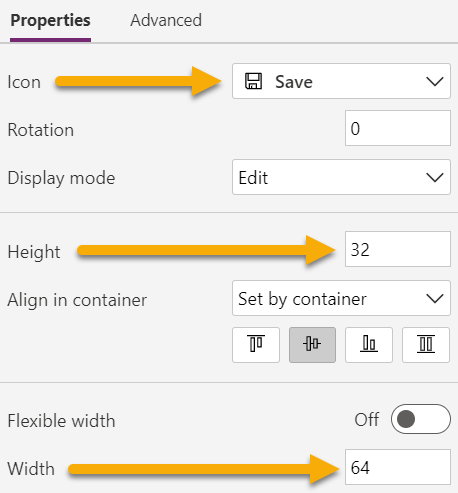 Properties Advanced
Icon Save
Rotation 0
Display mode Edit
Height 32
Align in container Set by container
Flexible width Off
Width 64